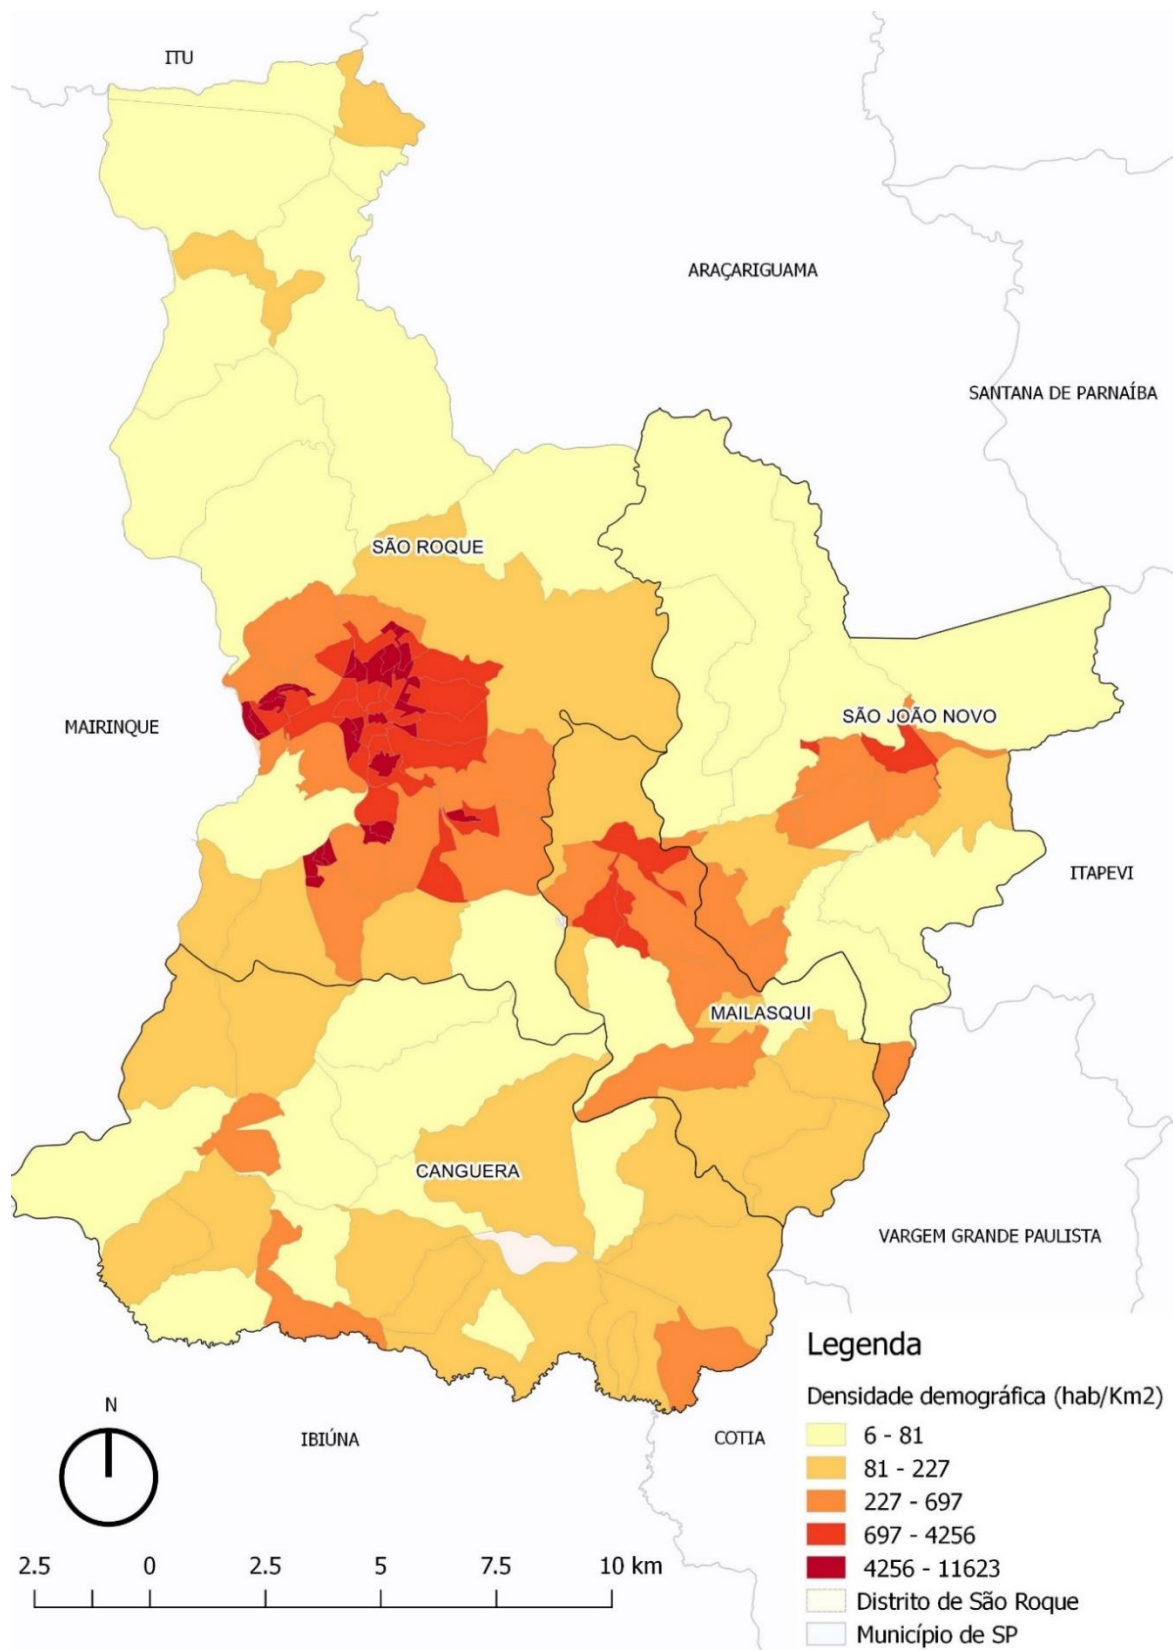 ITU
ARAÇARIGUAMA
SANTANA DE PARNAÍBA
SÃO ROQUE
SÃO JOÃO NOVO
MAIRINQUE
ITAPEVI
MAILASQUI
CANGUERA
VARGEM GRANDE PAULISTA
IBIÚNA
COTIA
N
2.5 0 2.5 5 7.5 10 km
Legenda
Densidade demográfica (hab/Km2)
6 - 81
81 - 227
227 - 697
697 - 4256
4256 - 11623
Distrito de São Roque
Município de SP